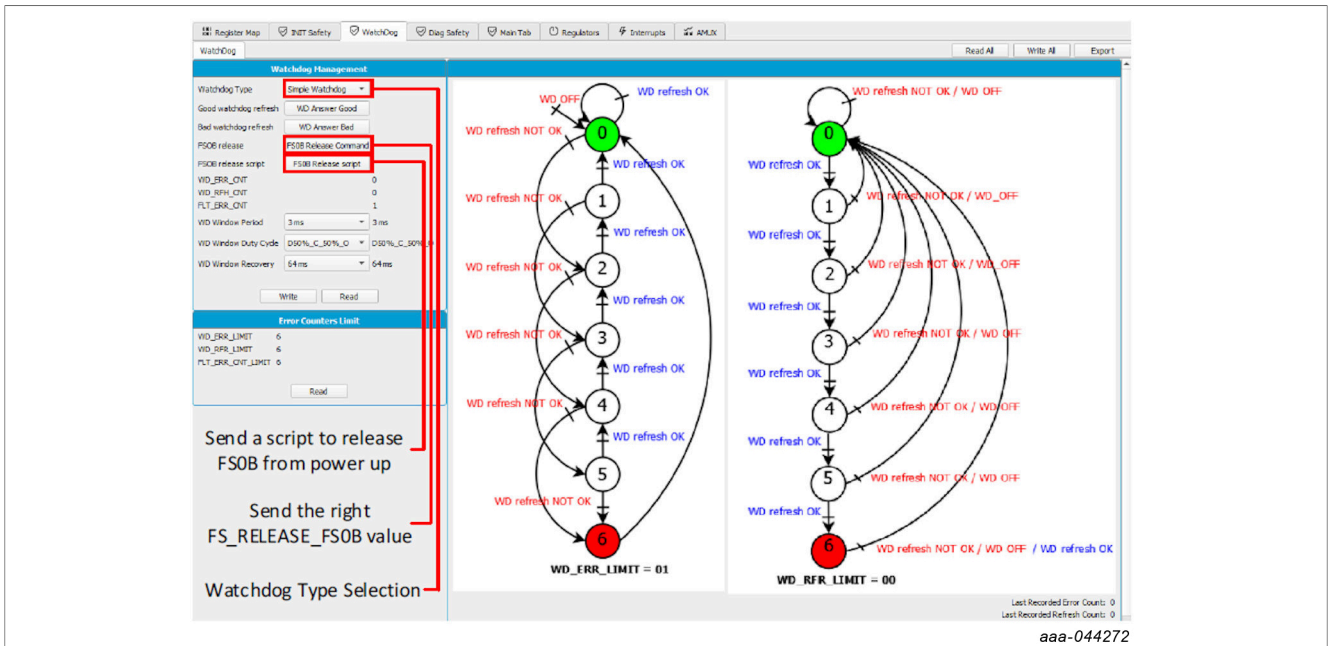 Register Map INIT Safety WatchDog Diag Safety Main Tab Regulators Interrupts AMUX
WatchDog Read All Write All Export
Watchdog Management
Watchdog Type Simple Watchdog
Good watchdog refresh WD Answer Good
Bad watchdog refresh WD Answer Bad
FS0B release FS0B Release Command
FS0B release script FS0B Release script
WD_ERR_CNT 0
WD_RFH_CNT 0
FLT_ERR_CNT 1
WD Window Period 3 ms 3 ms
WD Window Duty Cycle D50%_C_50%_O D50%_C_50%_O
WD Window Recovery 64 ms 64 ms
Write Read
Error Counters Limit
WD_ERR_LIMIT 6
WD_RFR_LIMIT 6
FLT_ERR_CNT_LIMIT 6
Read
Send a script to release
FS0B from power up
Send the right
FS_RELEASE_FS0B value
Watchdog Type Selection
WD OFF
WD refresh OK
WD refresh NOT OK
0
WD refresh OK
WD refresh NOT OK
1
WD refresh OK
WD refresh NOT OK
2
WD refresh OK
WD refresh NOT OK
3
WD refresh OK
WD refresh NOT OK
4
WD refresh OK
5
WD refresh NOT OK
6
WD_ERR_LIMIT = 01
WD refresh NOT OK / WD OFF
0
WD refresh OK
1
WD refresh NOT OK / WD_OFF
WD refresh OK
2
WD refresh NOT OK / WD_OFF
WD refresh OK
3
WD refresh NOT OK / WD OFF
WD refresh OK
4
WD refresh NOT OK / WD OFF
WD refresh OK
5
WD refresh NOT OK / WD OFF
WD refresh OK
6
WD refresh NOT OK / WD OFF / WD refresh OK
WD_RFR_LIMIT = 00
Last Recorded Error Count: 0
Last Recorded Refresh Count: 0
aaa-044272